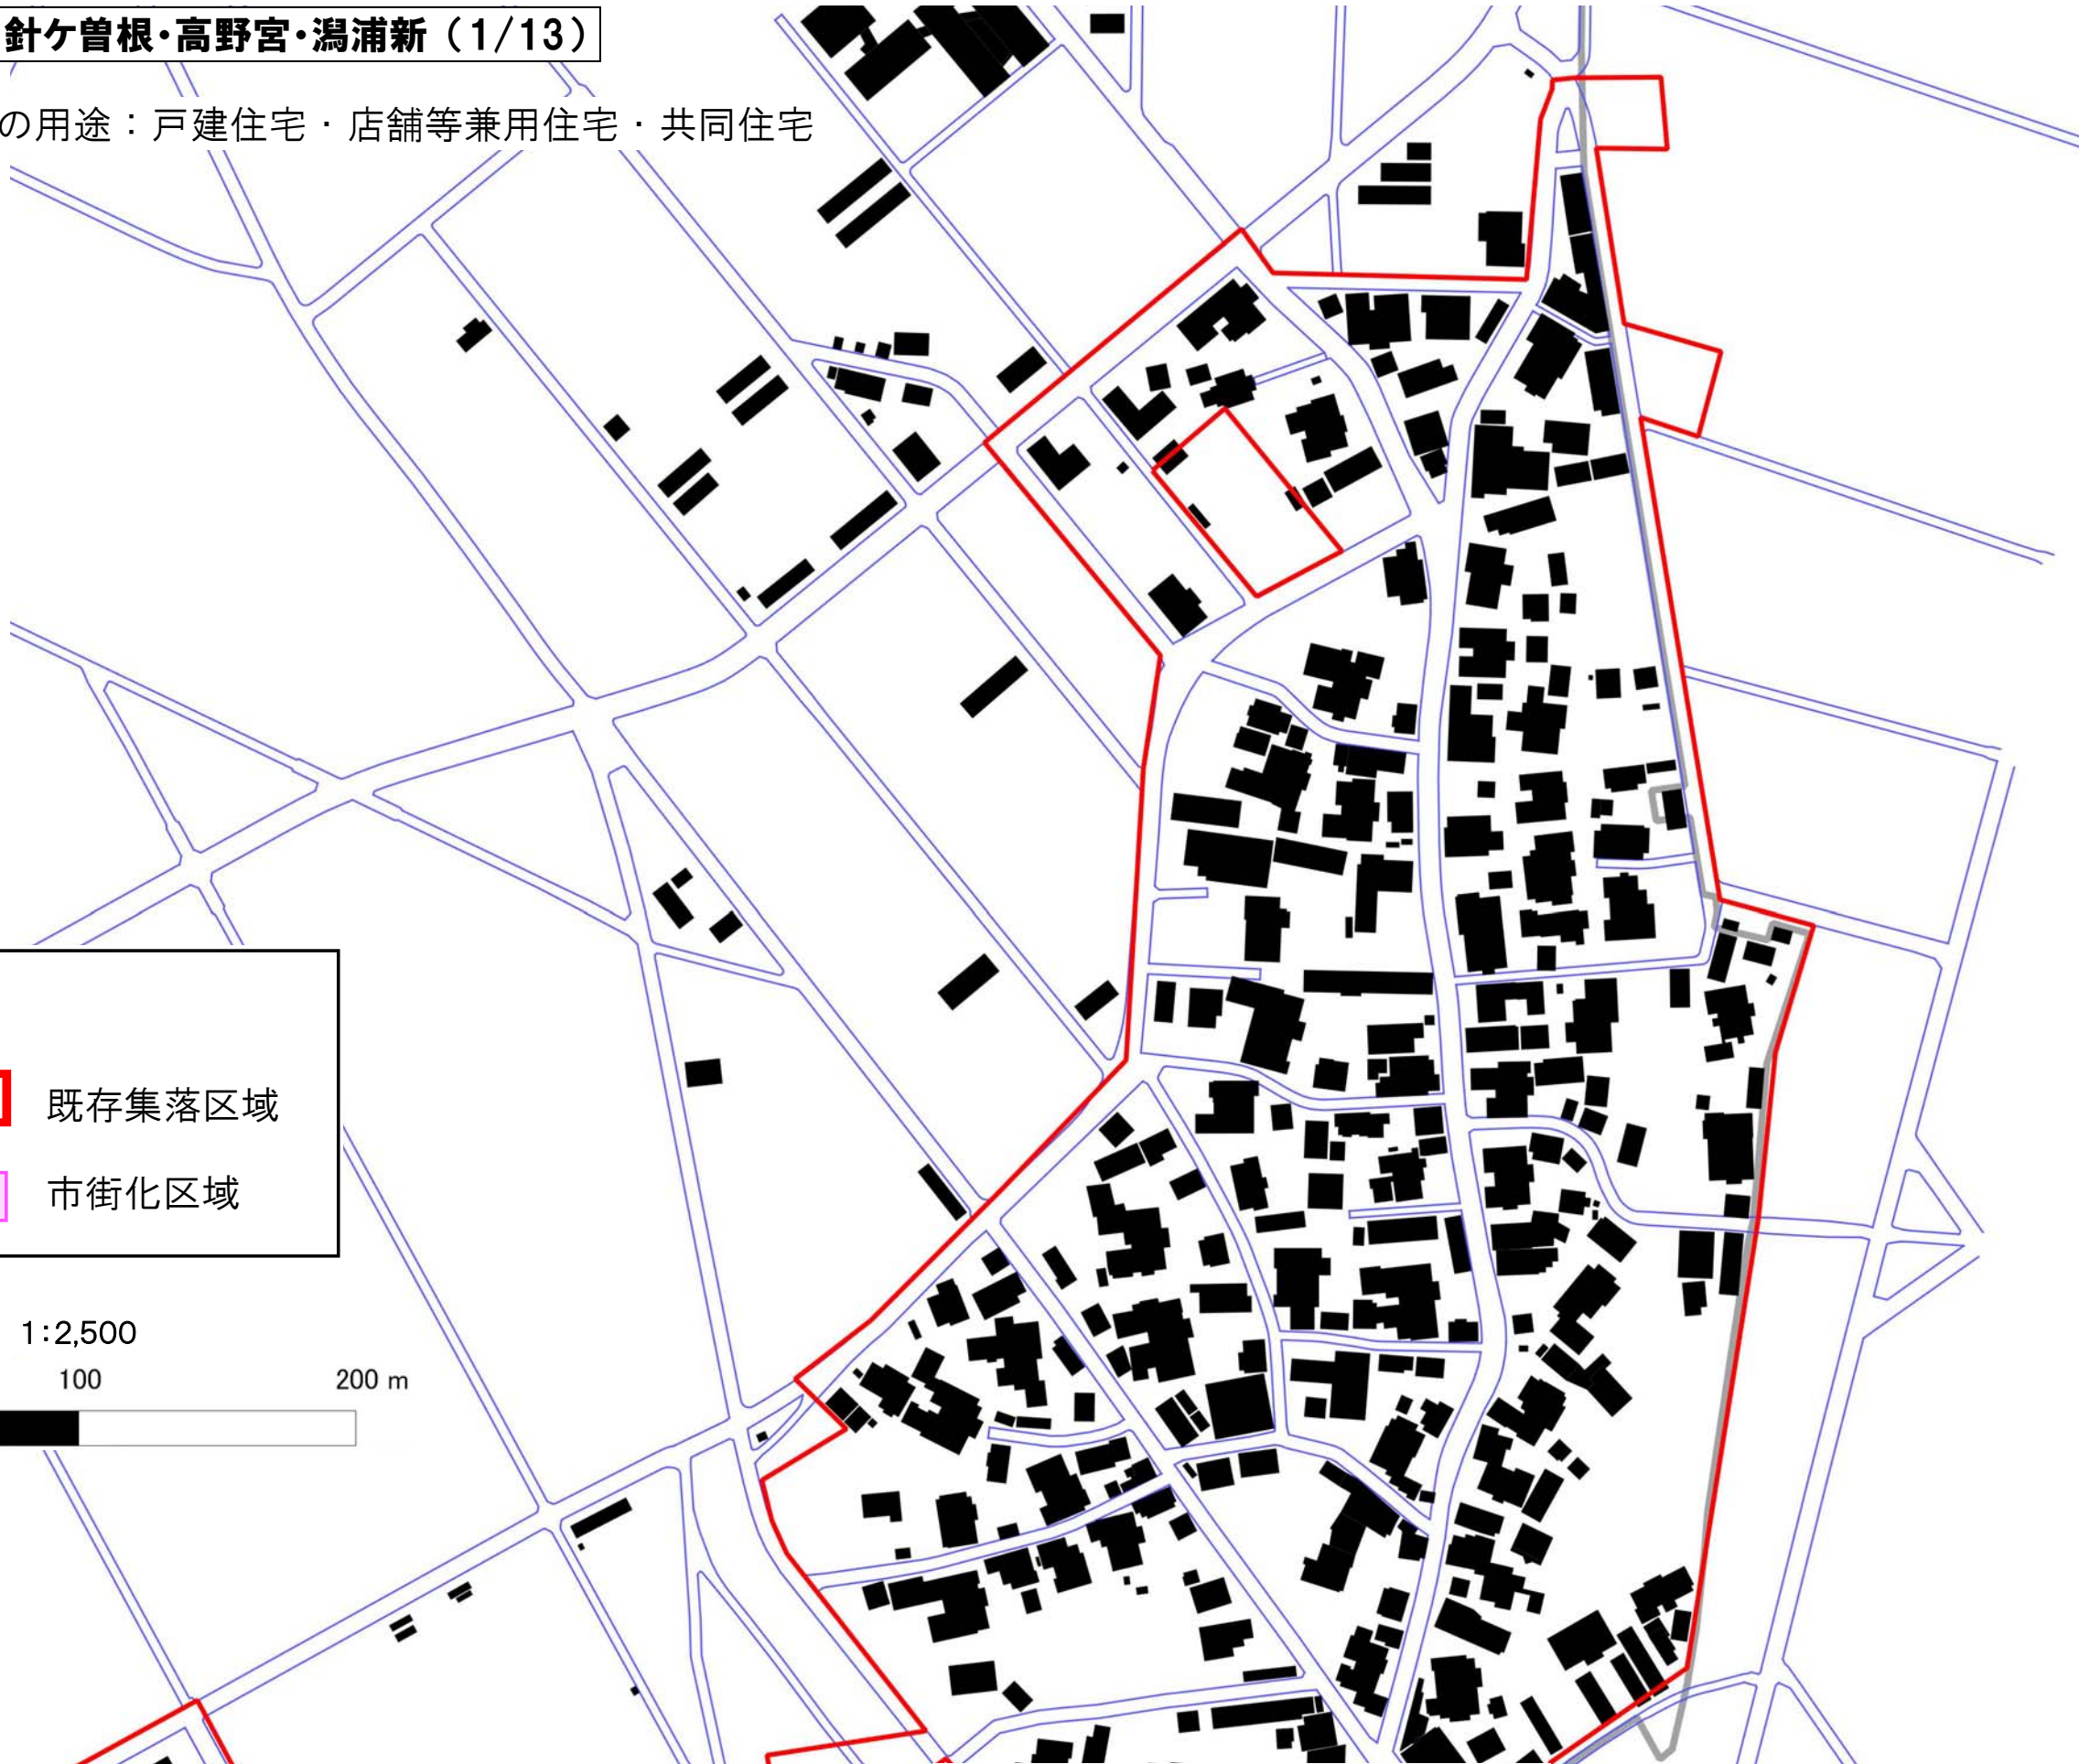 針ケ曽根・高野宮・潟浦新（1/13）
の用途：戸建住宅・店舗等兼用住宅・共同住宅
既存集落区域
市街化区域
1:2,500
100 200 m